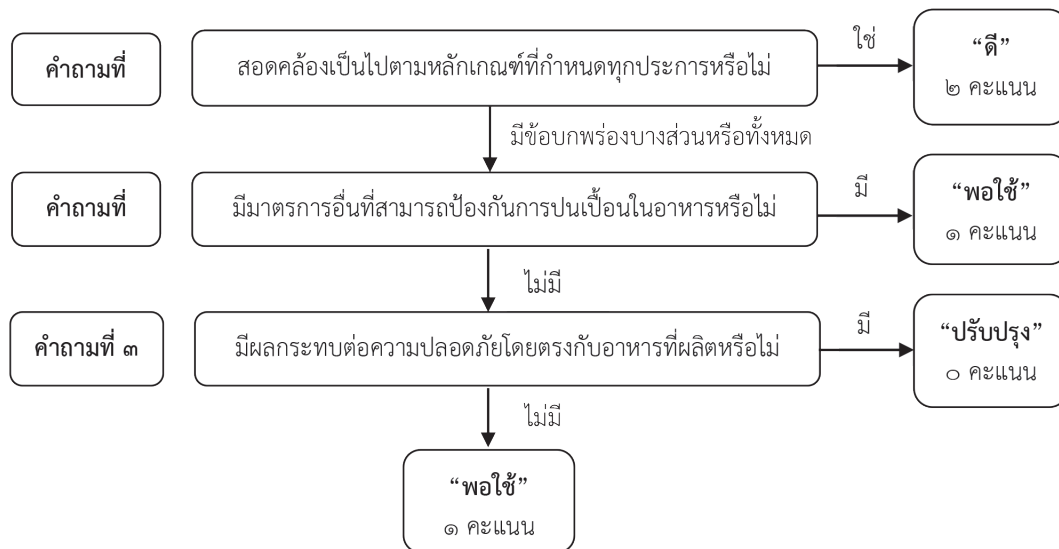 ใช่
คำถามที่
สอดคล้องเป็นไปตามหลักเกณฑ์ที่กำหนดทุกประการหรือไม่
“ดี”
๒ คะแนน
มีข้อบกพร่องบางส่วนหรือทั้งหมด
คำถามที่
มีมาตรการอื่นที่สามารถป้องกันการปนเปื้อนในอาหารหรือไม่
มี
“พอใช้”
๑ คะแนน
ไม่มี
คำถามที่ ๓
มีผลกระทบต่อความปลอดภัยโดยตรงกับอาหารที่ผลิตหรือไม่
มี
“ปรับปรุง”
๐ คะแนน
ไม่มี
“พอใช้”
๑ คะแนน